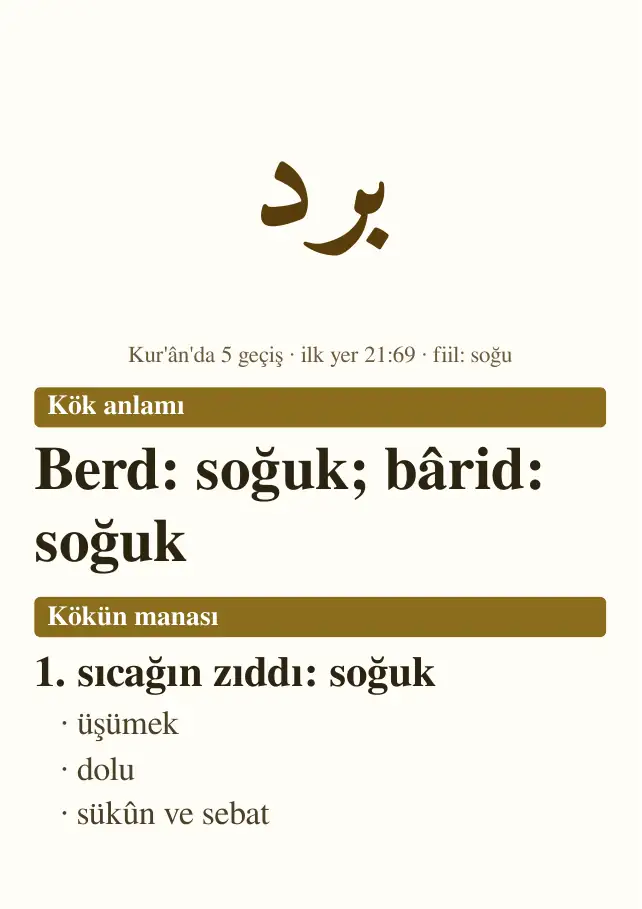 برد
Kur'ân'da 5 geçiş · ilk yer 21:69 · fiil: soğu
Kök anlamı
Berd: soğuk; bârid:
soğuk
Kökün manası
1. sıcağın zıddı: soğuk
· üşümek
· dolu
· sükûn ve sebat